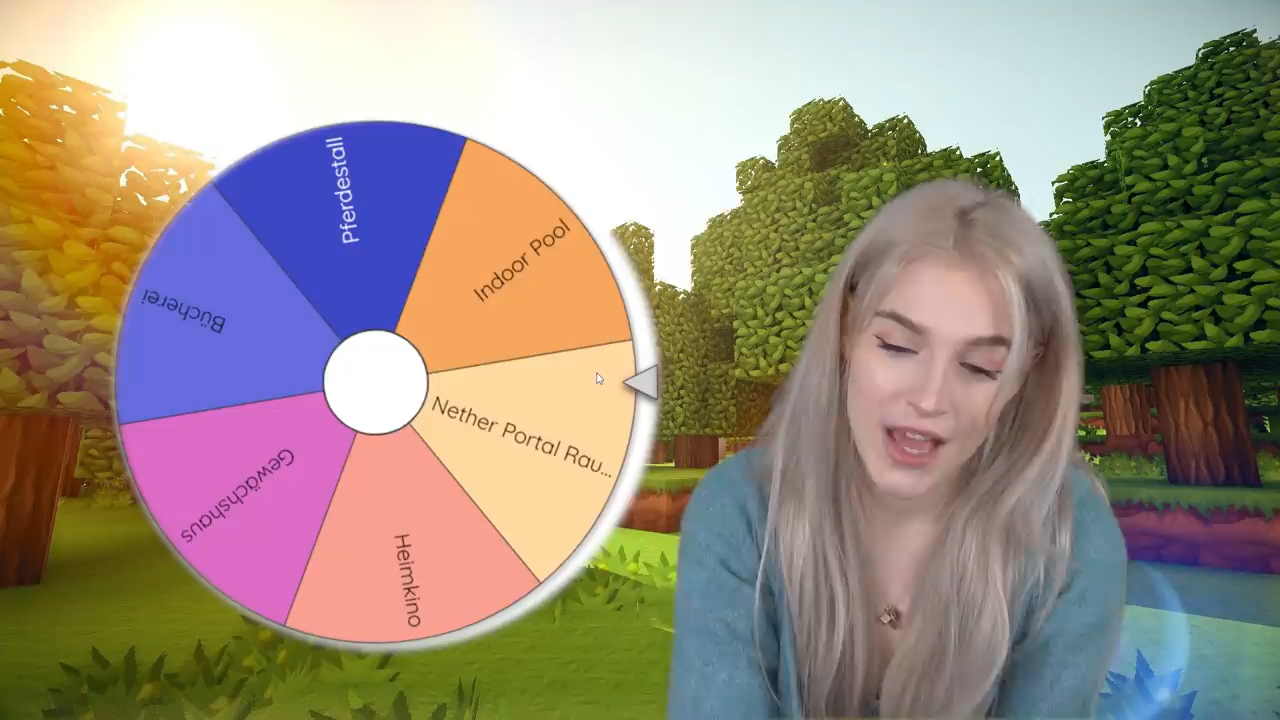 Pferdestall
Indoor Pool
Bücherei
Nether Portal Rau...
Gewächshaus
Heimkino